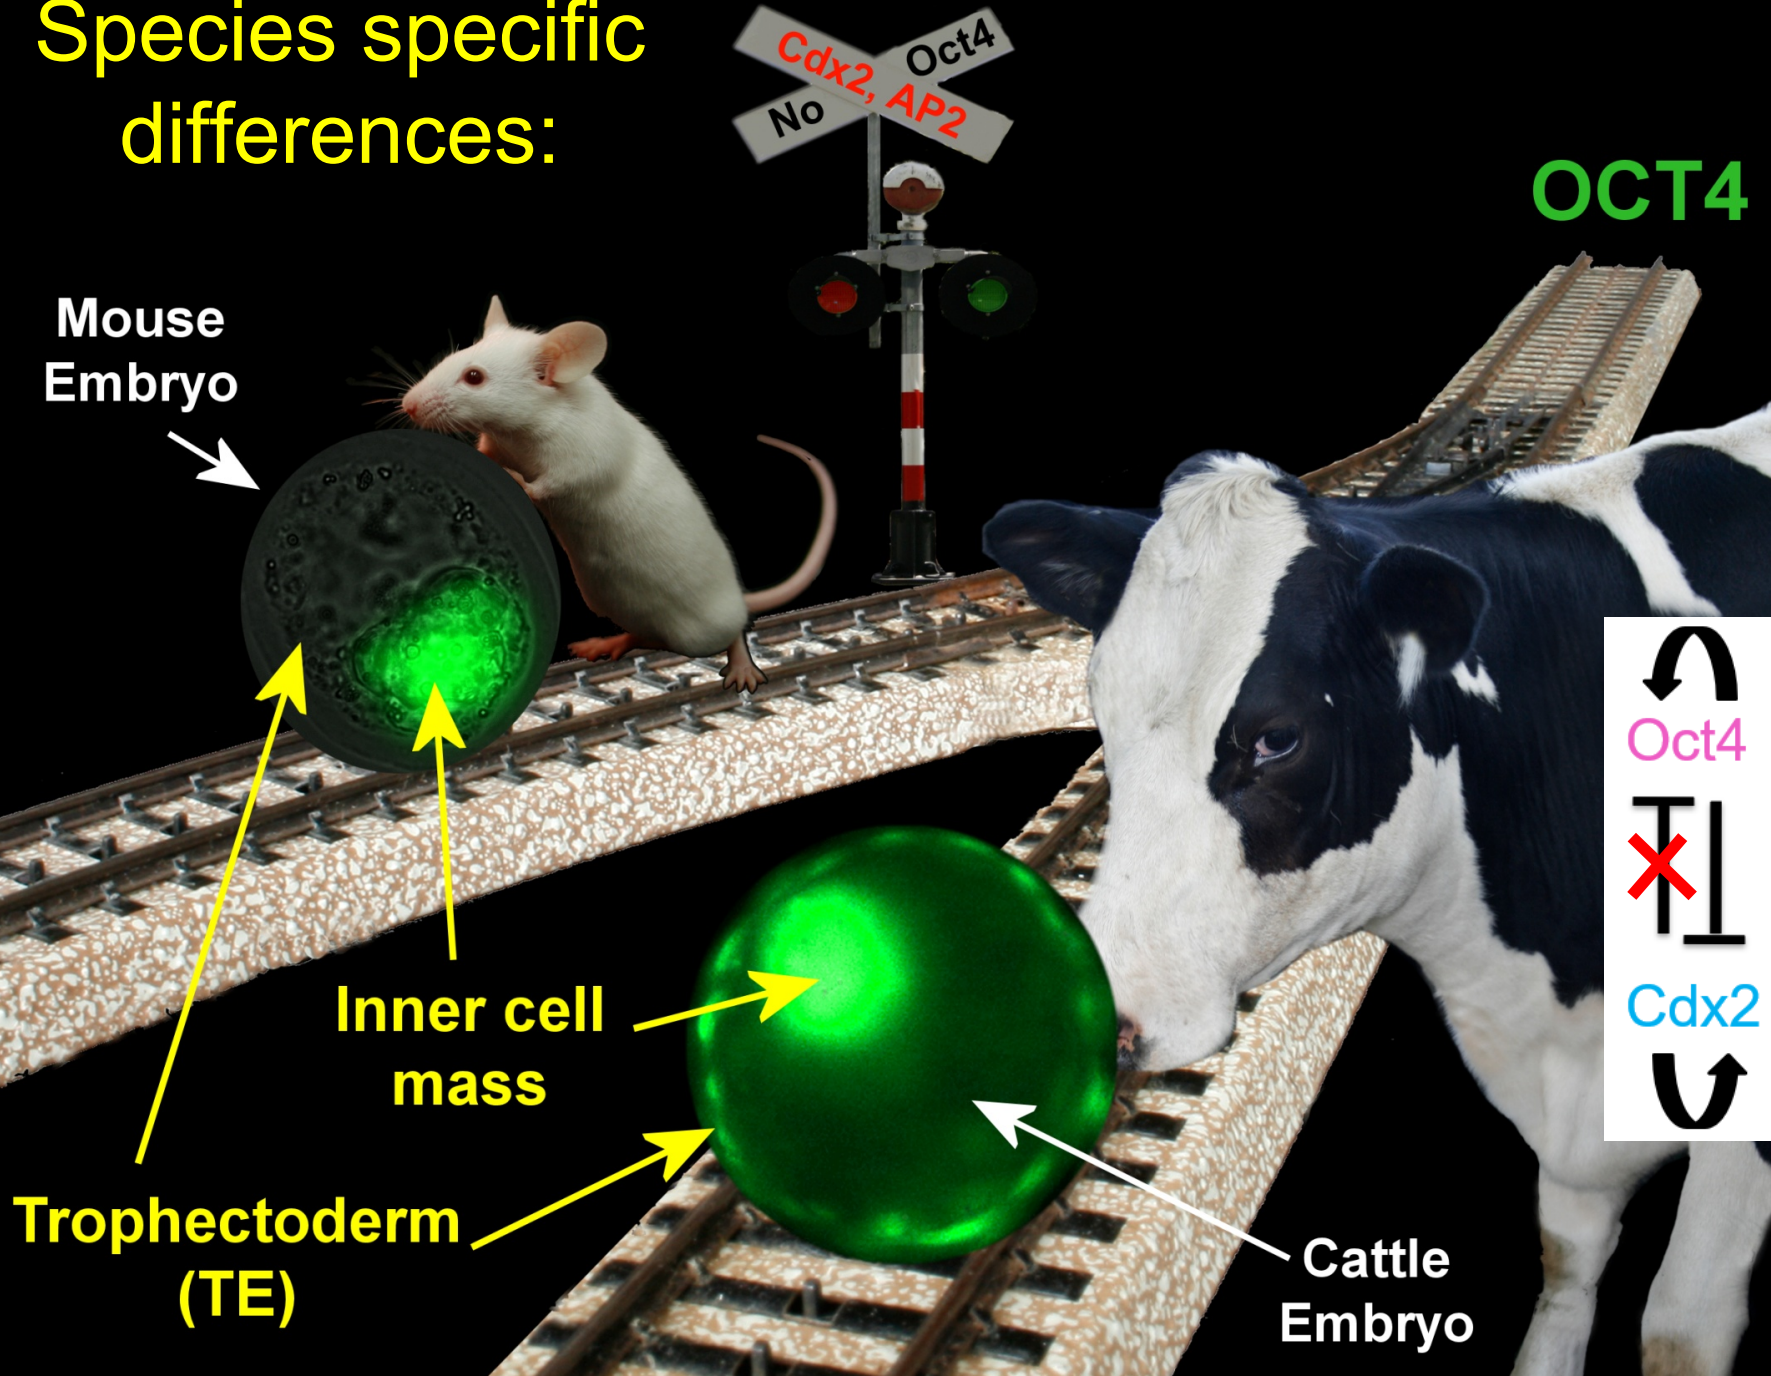 Species specific
differences:
Cdx2, AP2
No Oct4
OCT4
Mouse
Embryo
Oct4
Cdx2
Inner cell
mass
Trophectoderm
(TE)
Cattle
Embryo